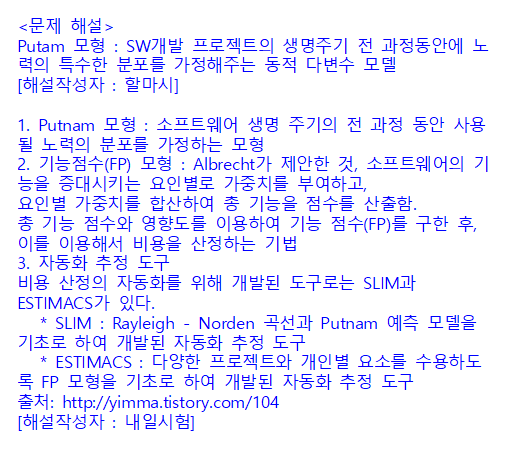 <문제 해설>
Putam 모형 : SW개발 프로젝트의 생명주기 전 과정동안에 노
력의 특수한 분포를 가정해주는 동적 다변수 모델
[해설작성자 : 할마시]

1. Putnam 모형 : 소프트웨어 생명 주기의 전 과정 동안 사용
될 노력의 분포를 가정하는 모형
2. 기능점수(FP) 모형 : Albrecht가 제안한 것, 소프트웨어의 기
능을 증대시키는 요인별로 가중치를 부여하고,
요인별 가중치를 합산하여 총 기능을 점수를 산출함.
총 기능 점수와 영향도를 이용하여 기능 점수(FP)를 구한 후,
이를 이용해서 비용을 산정하는 기법
3. 자동화 추정 도구
비용 산정의 자동화를 위해 개발된 도구로는 SLIM과
ESTIMACS가 있다.
* SLIM : Rayleigh - Norden 곡선과 Putnam 예측 모델을
기초로 하여 개발된 자동화 추정 도구
* ESTIMACS : 다양한 프로젝트와 개인별 요소를 수용하도
록 FP 모형을 기초로 하여 개발된 자동화 추정 도구
출처: http://yimma.tistory.com/104
[해설작성자 : 내일시험]